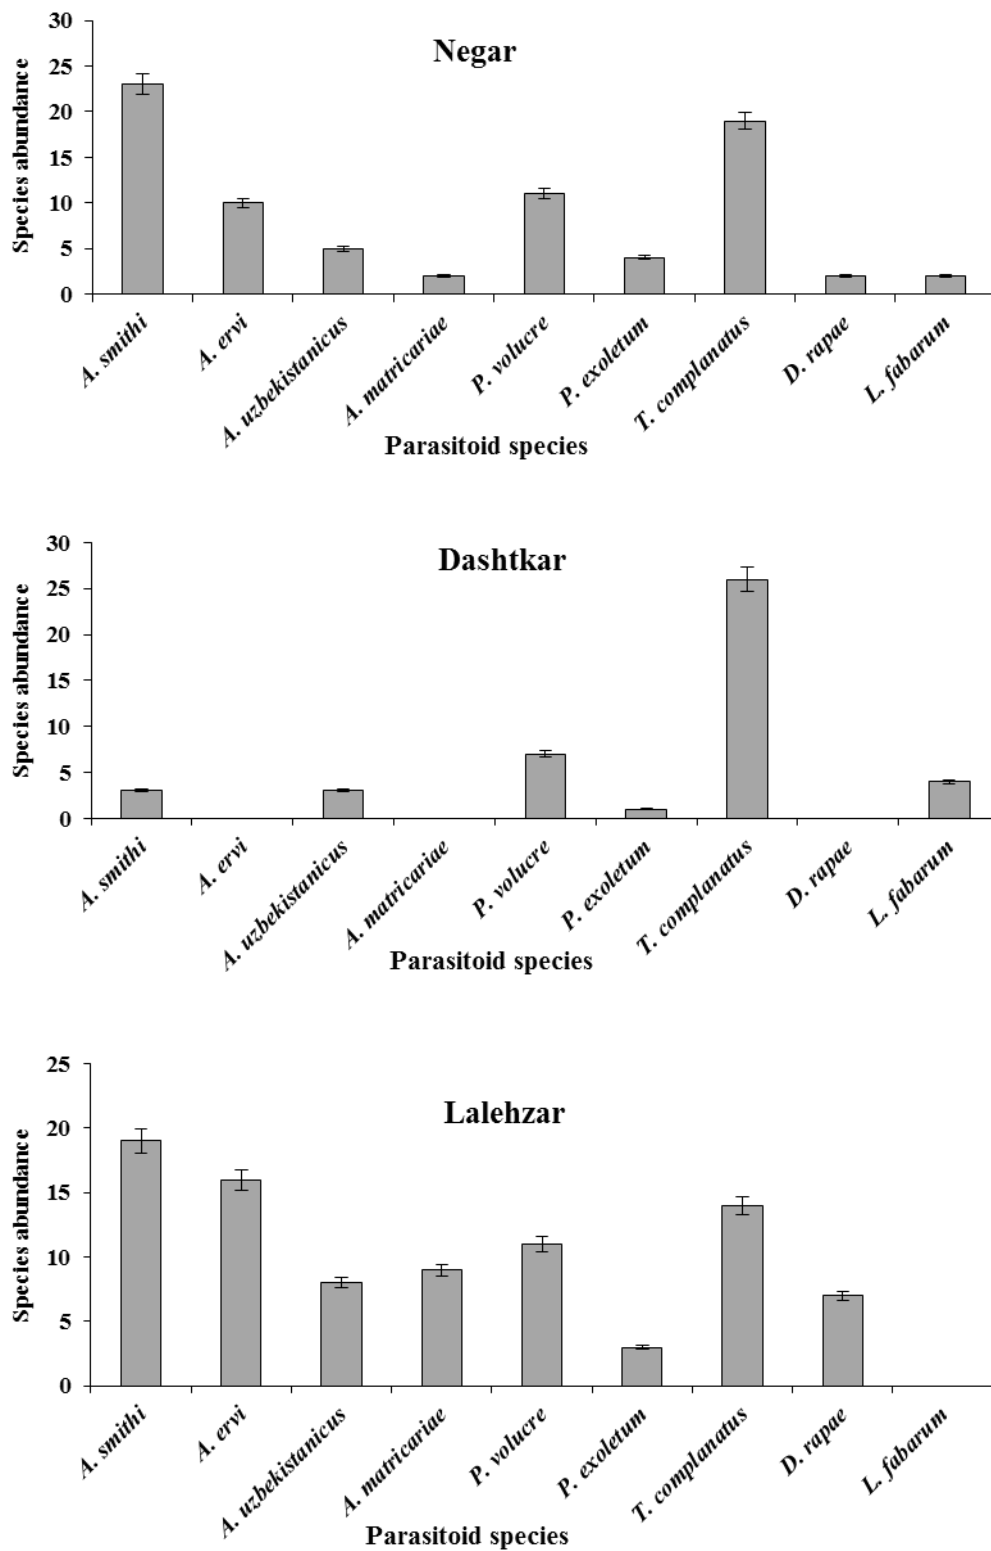 Negar
Species abundance
30
25
20
15
10
5
0
A. smithi
A. ervi
A. uzbekistanicus
A. matricariae
P. volucre
P. exoletum
T. complanatus
D. rapae
L. fabarum
Parasitoid species
Dashtkar
Species abundance
30
25
20
15
10
5
0
A. smithi
A. ervi
A. uzbekistanicus
A. matricariae
P. volucre
P. exoletum
T. complanatus
D. rapae
L. fabarum
Parasitoid species
Lalehzar
Species abundance
25
20
15
10
5
0
A. smithi
A. ervi
A. uzbekistanicus
A. matricariae
P. volucre
P. exoletum
T. complanatus
D. rapae
L. fabarum
Parasitoid species